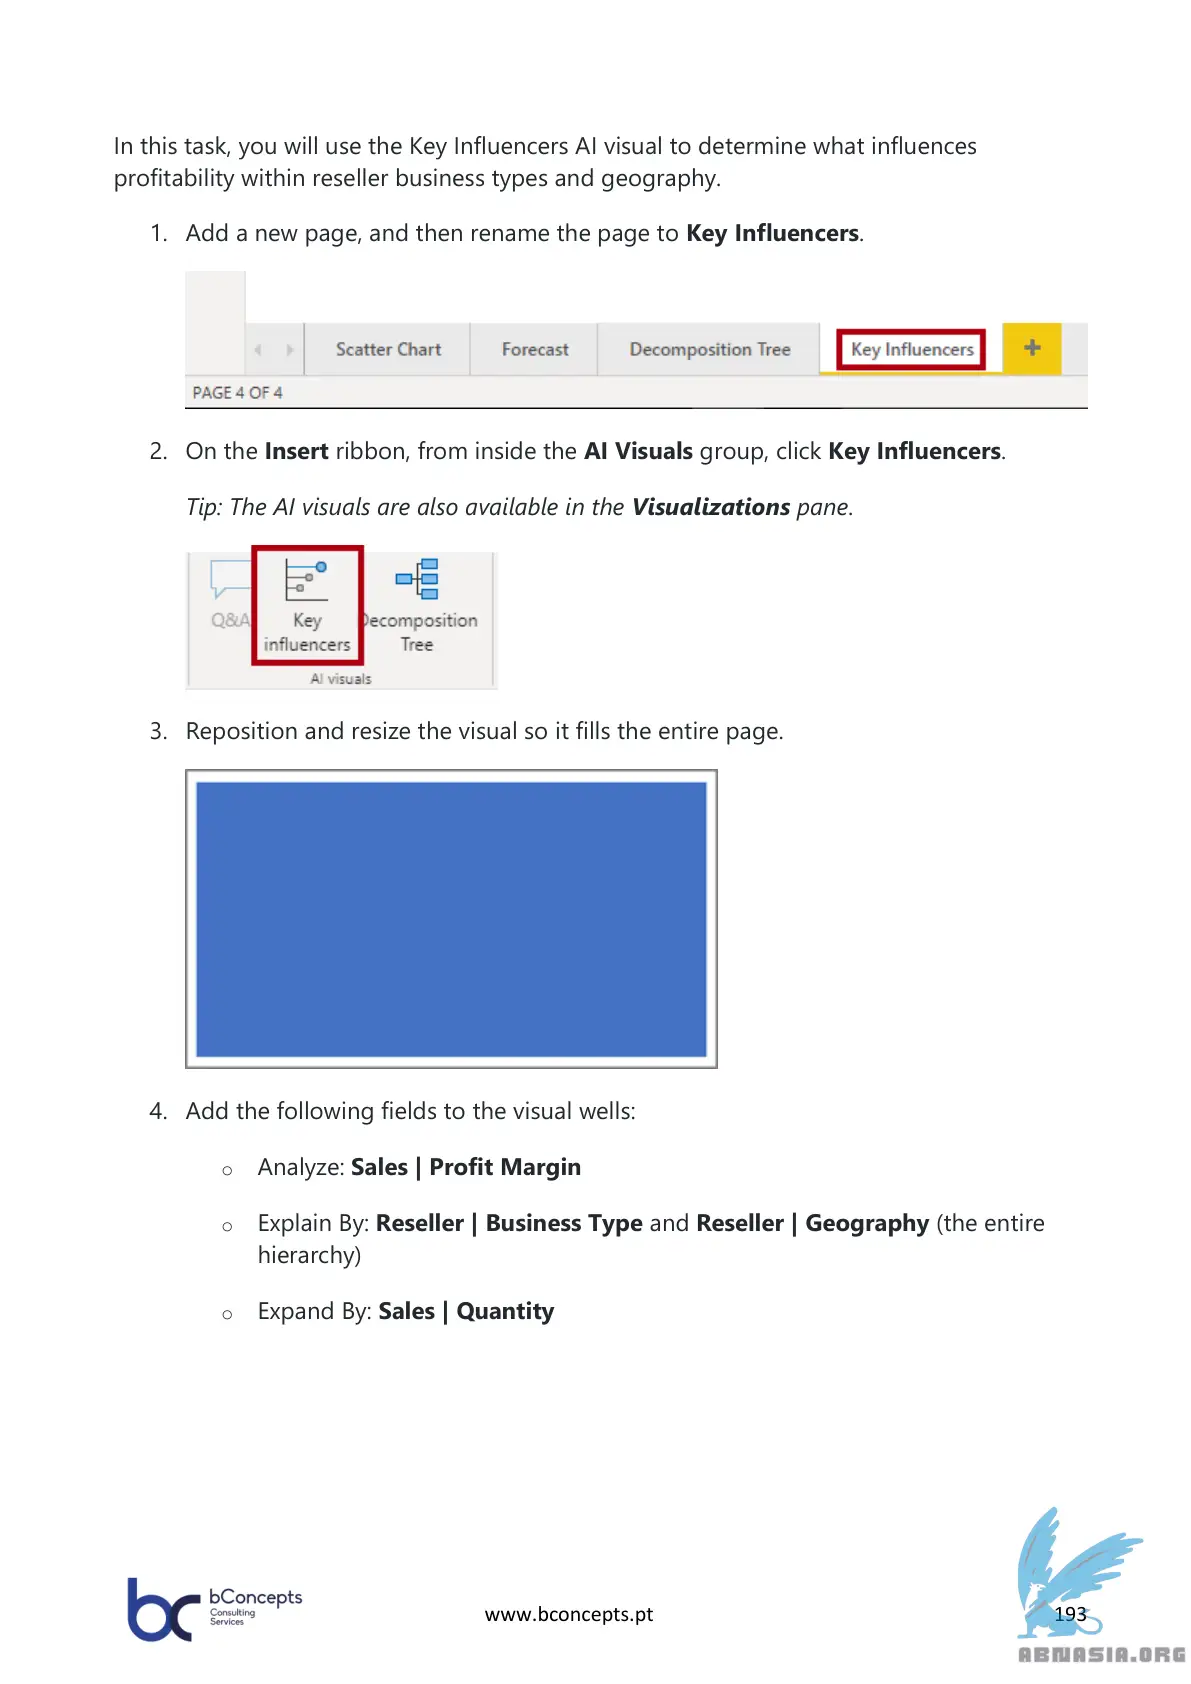 In this task, you will use the Key Influencers AI visual to determine what influences
profitability within reseller business types and geography.
1. Add a new page, and then rename the page to Key Influencers.
Scatter Chart Forecast Decomposition Tree Key Influencers +
PAGE 4 OF 4
2. On the Insert ribbon, from inside the AI Visuals group, click Key Influencers.
Tip: The AI visuals are also available in the Visualizations pane.
Q&A Key influencers Decomposition Tree
AI visuals
3. Reposition and resize the visual so it fills the entire page.
4. Add the following fields to the visual wells:
o Analyze: Sales | Profit Margin
o Explain By: Reseller | Business Type and Reseller | Geography (the entire
hierarchy)
o Expand By: Sales | Quantity
bc bConcepts
Consulting
Services
www.bconcepts.pt
193
ABNASIA.ORG